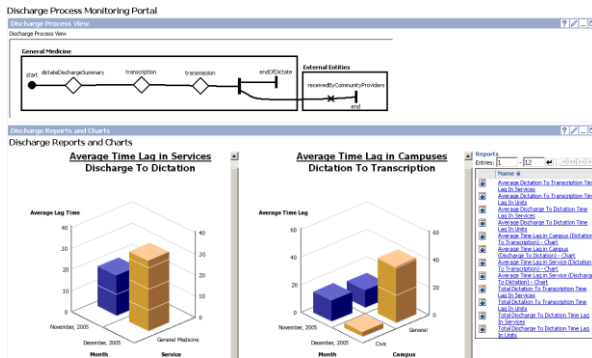 Discharge Process Monitoring Portal
Discharge Process View
Discharge Process View
General Medicine
External Entities
start
dictateDischargeSummary
transcription
transmission
endOfDictate
receivedByCommunityProviders
end
Discharge Reports and Charts
Discharge Reports and Charts
Average Time Lag in Services
Discharge To Dictation
Average Lag Time
40
30
20
10
0
40
30
20
10
0
November, 2005
December, 2005
General Medicine
Month
Service
Average Time Lag in Campuses
Dictation To Transcription
Average Time Lag
60
40
20
0
60
40
20
0
November, 2005
December, 2005
Civic
General
Month
Campus
Reports
Entries: 1 - 12
Name
Average Dictation To Transcription Time
Lag In Services
Average Dictation To Transcription Time
Lag In Units
Average Discharge To Dictation Time
Lag In Services
Average Discharge To Dictation Time
Lag In Units
Average Time Lag in Campus (Dictation
To Transcription) - Chart
Average Time Lag in Campus
(Discharge To Dictation) - Chart
Average Time Lag in Service (Dictation
To Transcription) - Chart
Average Time Lag in Service (Discharge
To Dictation) - Chart
Total Dictation To Transcription Time
Lag In Services
Total Dictation To Transcription Time
Lag In Units
Total Discharge To Dictation Time Lag
In Services
Total Discharge To Dictation Time Lag
In Units